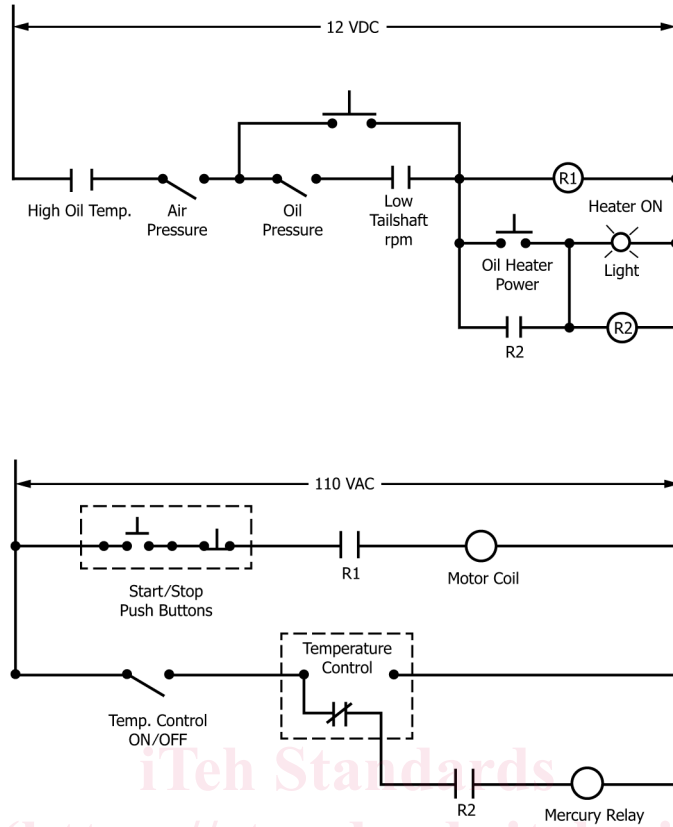 12 VDC
High Oil Temp.
Air
Pressure
Oil
Pressure
Low
Tailshaft
rpm
R1
Heater ON
Oil Heater
Power
Light
R2
R2
110 VAC
Start/Stop
Push Buttons
R1
Motor Coil
Temperature
Control
Temp. Control
ON/OFF
iTeh Standards
R2
Mercury Relay